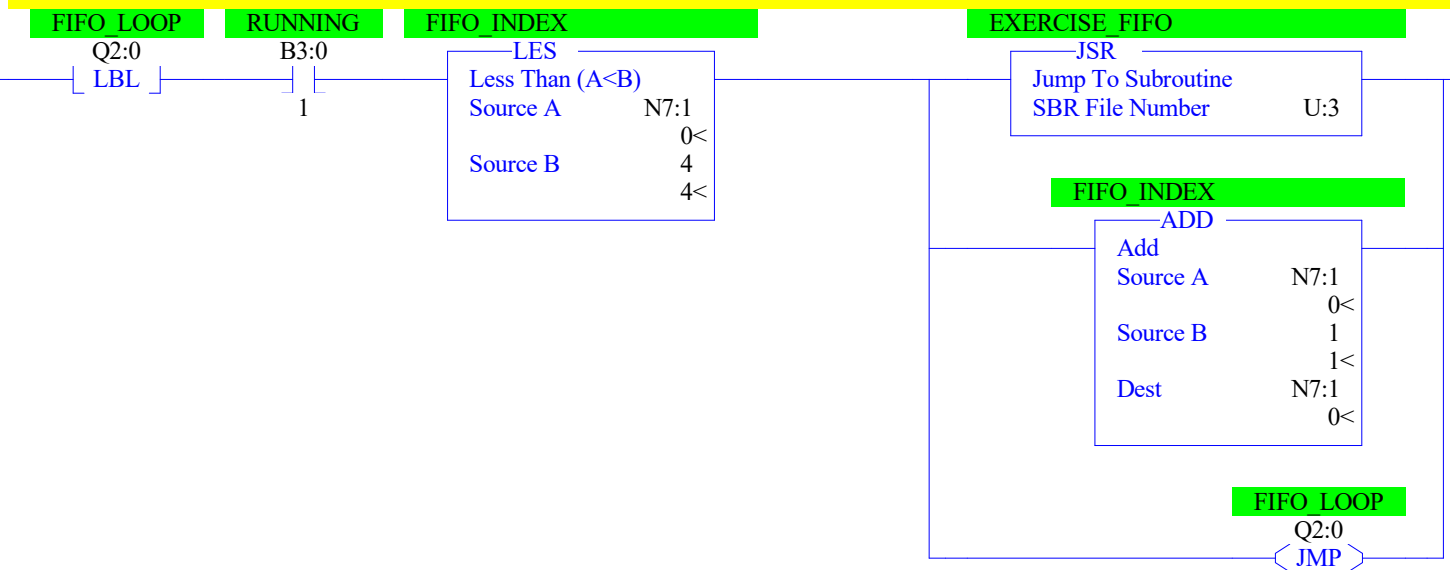 FIFO_LOOP RUNNING FIFO_INDEX EXERCISE_FIFO
Q2:0 B3:0 LES JSR
LBL Less Than (A<B) Jump To Subroutine
1 Source A N7:1 SBR File Number U:3
0<
Source B 4
4<
FIFO_INDEX
ADD
Add
Source A N7:1
0<
Source B 1
1<
Dest N7:1
0<
FIFO_LOOP
Q2:0
JMP